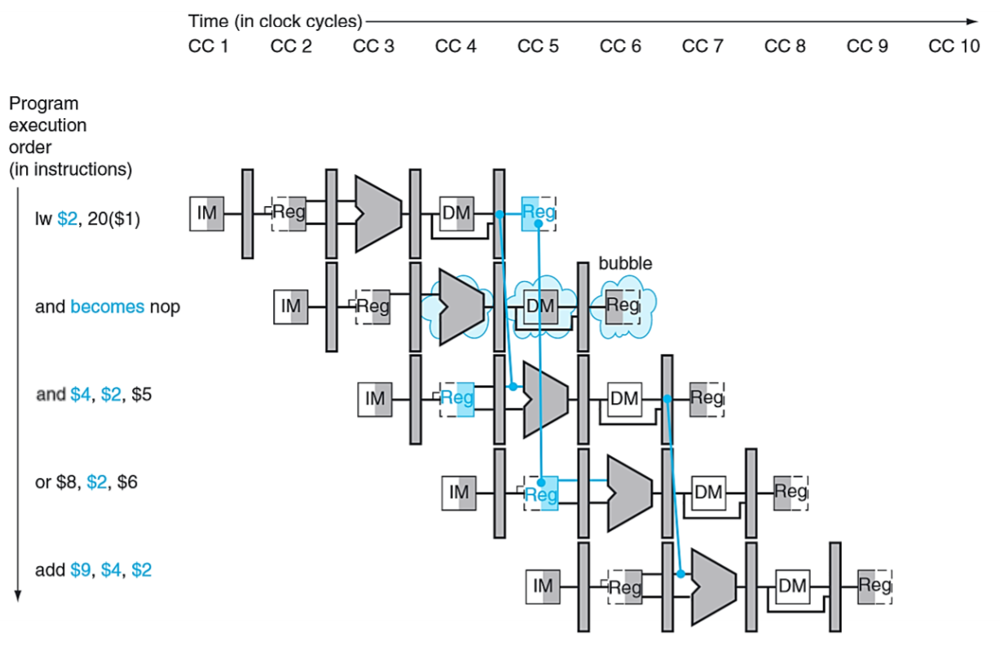 Time (in clock cycles)
CC 1 CC 2 CC 3 CC 4 CC 5 CC 6 CC 7 CC 8 CC 9 CC 10
Program
execution
order
(in instructions)
lw $2, 20($1)
IM Reg DM Reg
bubble
and becomes nop
IM Reg DM Reg
and $4, $2, $5
IM Reg DM Reg
or $8, $2, $6
IM Reg DM Reg
add $9, $4, $2
IM Reg DM Reg